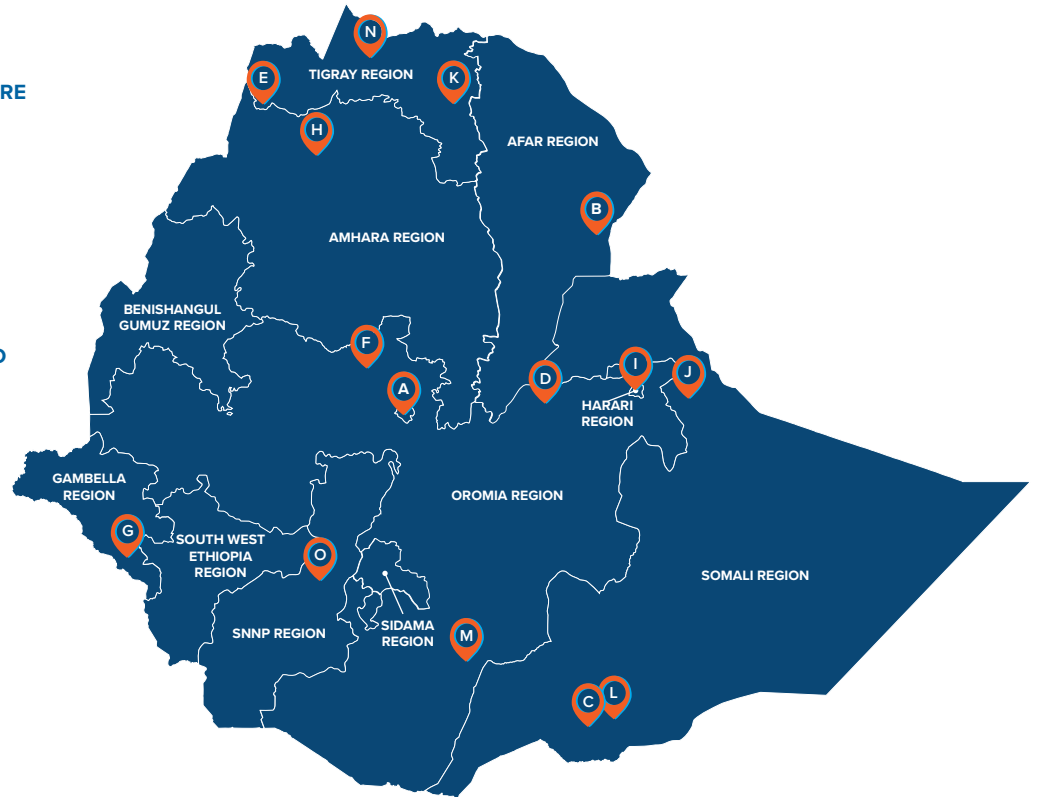 N
E
TIGRAY REGION
K
RE
H
AFAR REGION
B
AMHARA REGION
BENISHANGUL
GUMUZ REGION
F
I
J
D
A
HARARI
REGION
GAMBELLA
REGION
OROMIA REGION
G
SOUTH WEST
ETHIOPIA
REGION
O
SOMALI REGION
SNNP REGION
SIDAMA
REGION
M
C
L